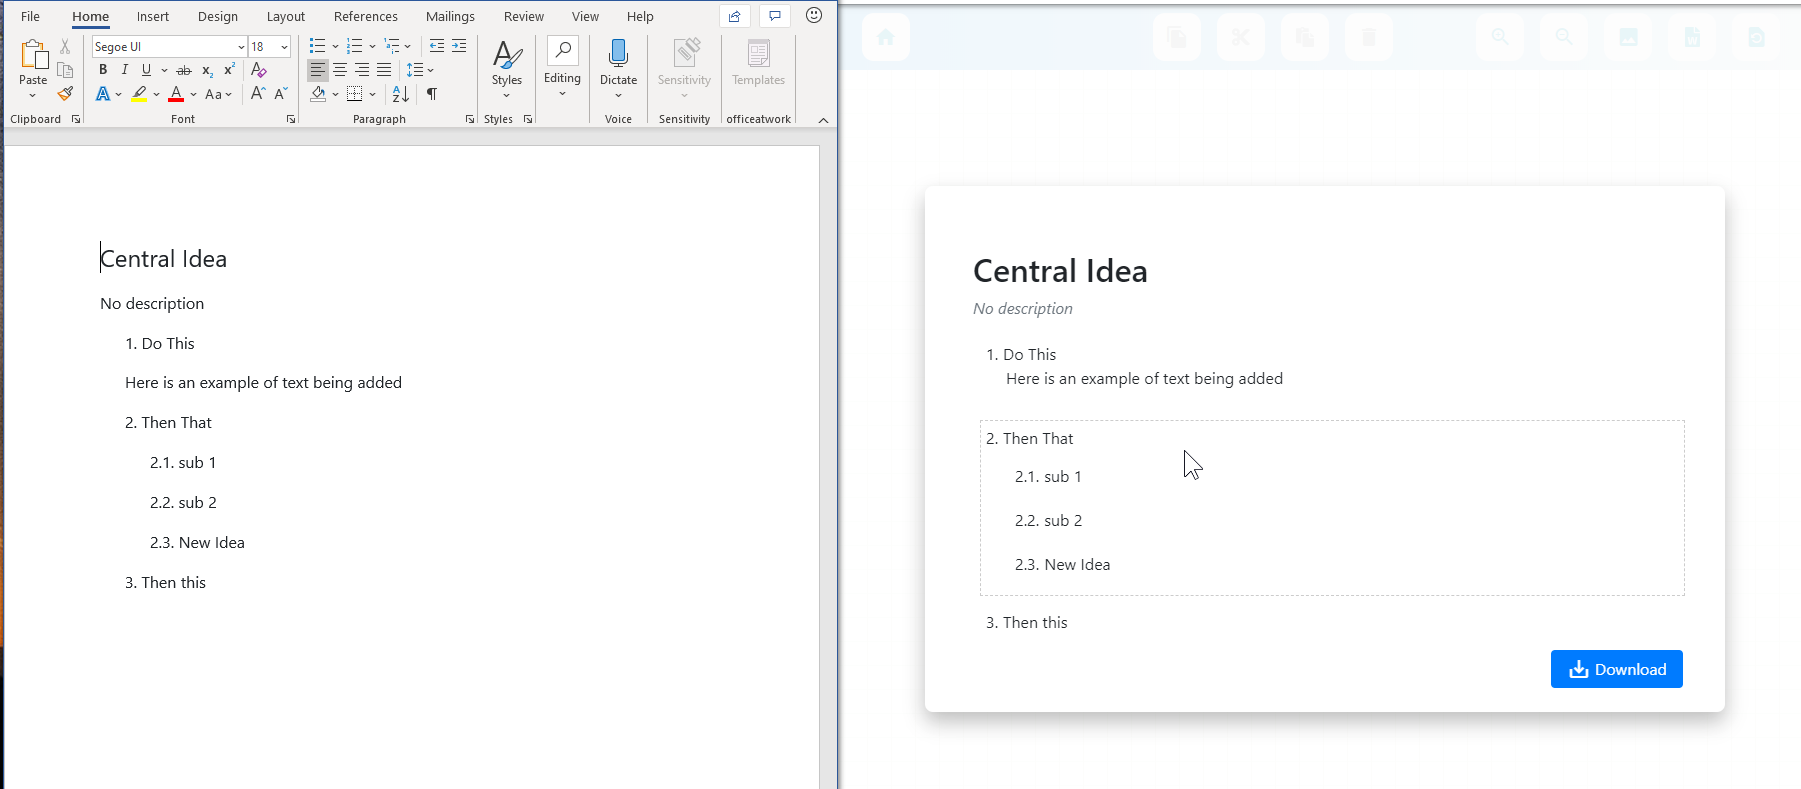 File Home Insert Design Layout References Mailings Review View Help
Segoe UI 18
Paste
B I U ab x₂ x²
A A Aa A A
Styles
Editing
Dictate
Sensitivity
Templates
Clipboard Font Paragraph Styles Voice Sensitivity officeatwork
Central Idea
No description
1. Do This
Here is an example of text being added
2. Then That
2.1. sub 1
2.2. sub 2
2.3. New Idea
3. Then this
Central Idea
No description
1. Do This
Here is an example of text being added
2. Then That
2.1. sub 1
2.2. sub 2
2.3. New Idea
3. Then this
Download